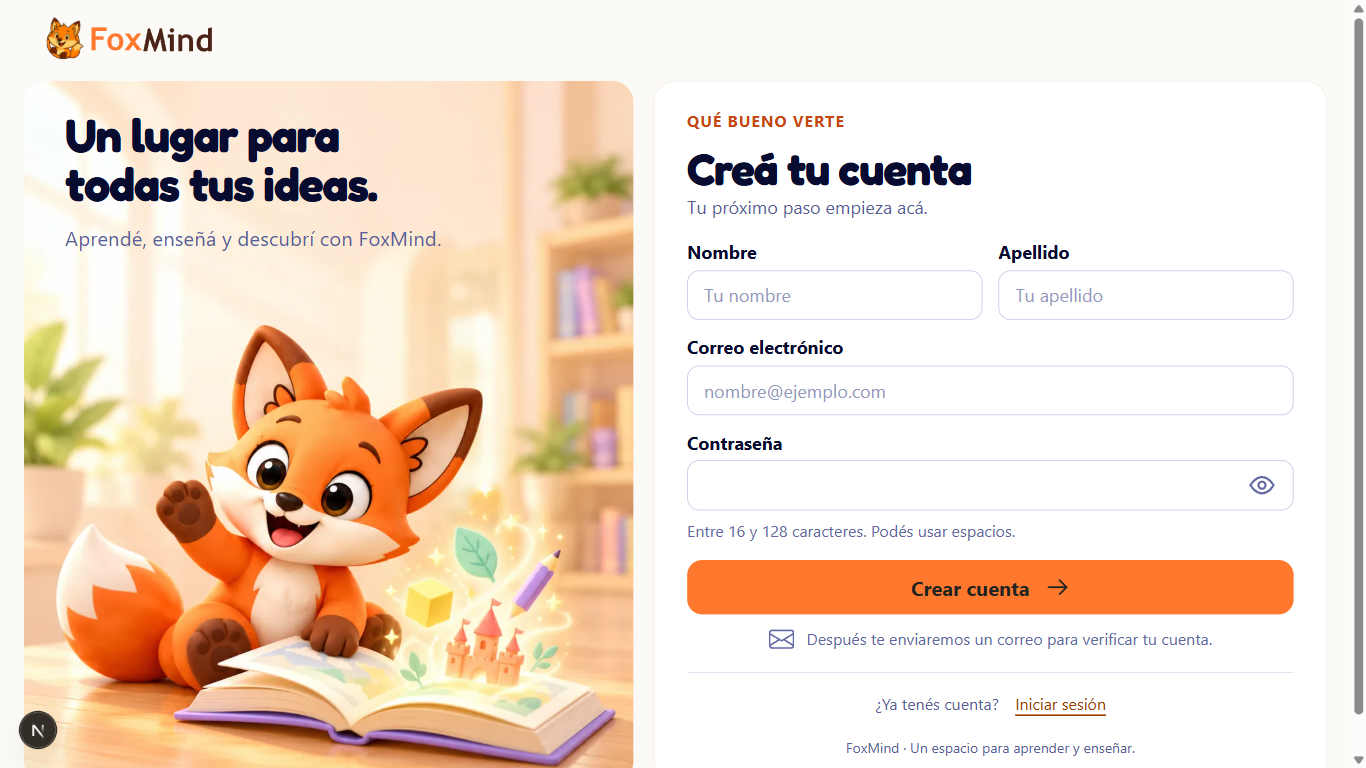 FoxMind
Un lugar para
todas tus ideas.
Aprendé, enseñá y descubrí con FoxMind.
QUÉ BUENO VERTE
Creá tu cuenta
Tu próximo paso empieza acá.
Nombre
Apellido
Tu nombre
Tu apellido
Correo electrónico
nombre@ejemplo.com
Contraseña
Entre 16 y 128 caracteres. Podés usar espacios.
Crear cuenta →
Después te enviaremos un correo para verificar tu cuenta.
¿Ya tenés cuenta? Iniciar sesión
FoxMind · Un espacio para aprender y enseñar.
N